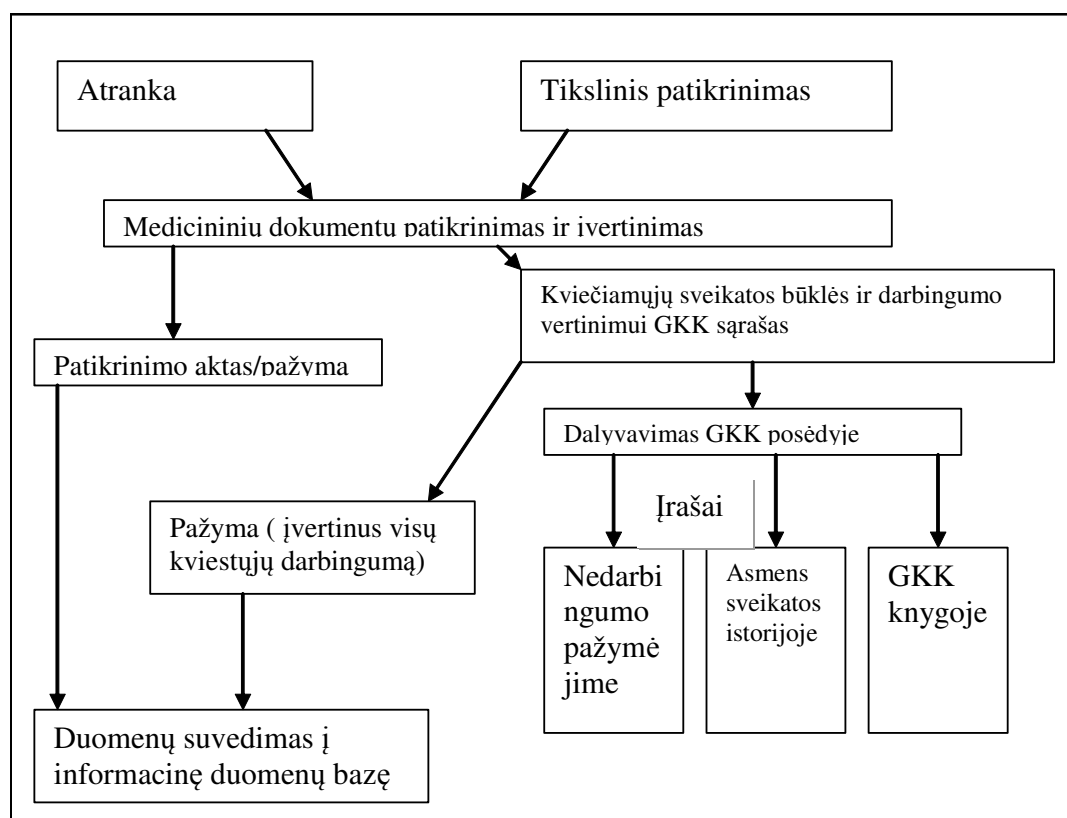 Atranka
Tikslinis patikrinimas
Medicininių dokumentų patikrinimas ir įvertinimas
Kviečiamųjų sveikatos būklės ir darbingumo
vertinimui GKK sąrašas
Patikrinimo aktas/pažyma
Dalyvavimas GKK posėdyje
Įrašai
Pažyma ( įvertinus visų
kviestųjų darbingumą)
Nedarbi
ngumo
pažymė
jime
Asmens
sveikatos
istorijoje
GKK
knygoje
Duomenų suvedimas į
informacinę duomenų bazę